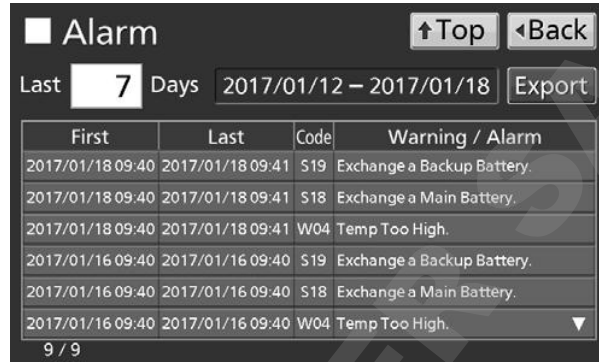 Alarm
↑Top ◂Back
Last 7 Days 2017/01/12 – 2017/01/18 Export
First Last Code Warning / Alarm
2017/01/18 09:40 2017/01/18 09:41 S19 Exchange a Backup Battery.
2017/01/18 09:40 2017/01/18 09:41 S18 Exchange a Main Battery.
2017/01/18 09:40 2017/01/18 09:41 W04 Temp Too High.
2017/01/16 09:40 2017/01/16 09:40 S19 Exchange a Backup Battery.
2017/01/16 09:40 2017/01/16 09:40 S18 Exchange a Main Battery.
2017/01/16 09:40 2017/01/16 09:40 W04 Temp Too High. ▼
9 / 9